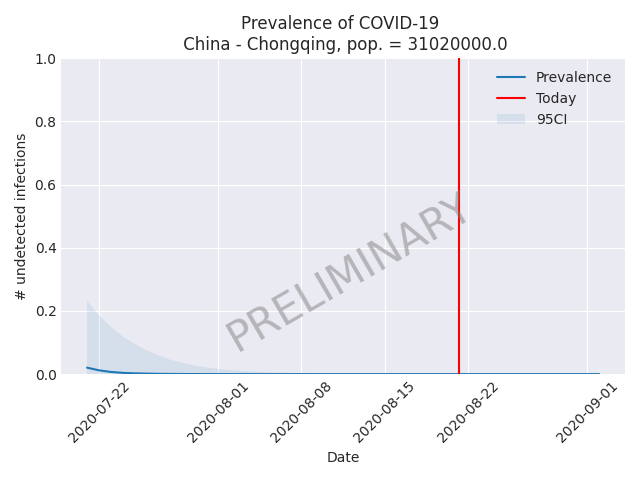 Prevalence of COVID-19
China - Chongqing, pop. = 31020000.0
1.0
0.8
0.6
0.4
0.2
0.0
# undetected infections
Prevalence
Today
95CI
PRELIMINARY
2020-07-22
2020-08-01
2020-08-08
2020-08-15
2020-08-22
2020-09-01
Date